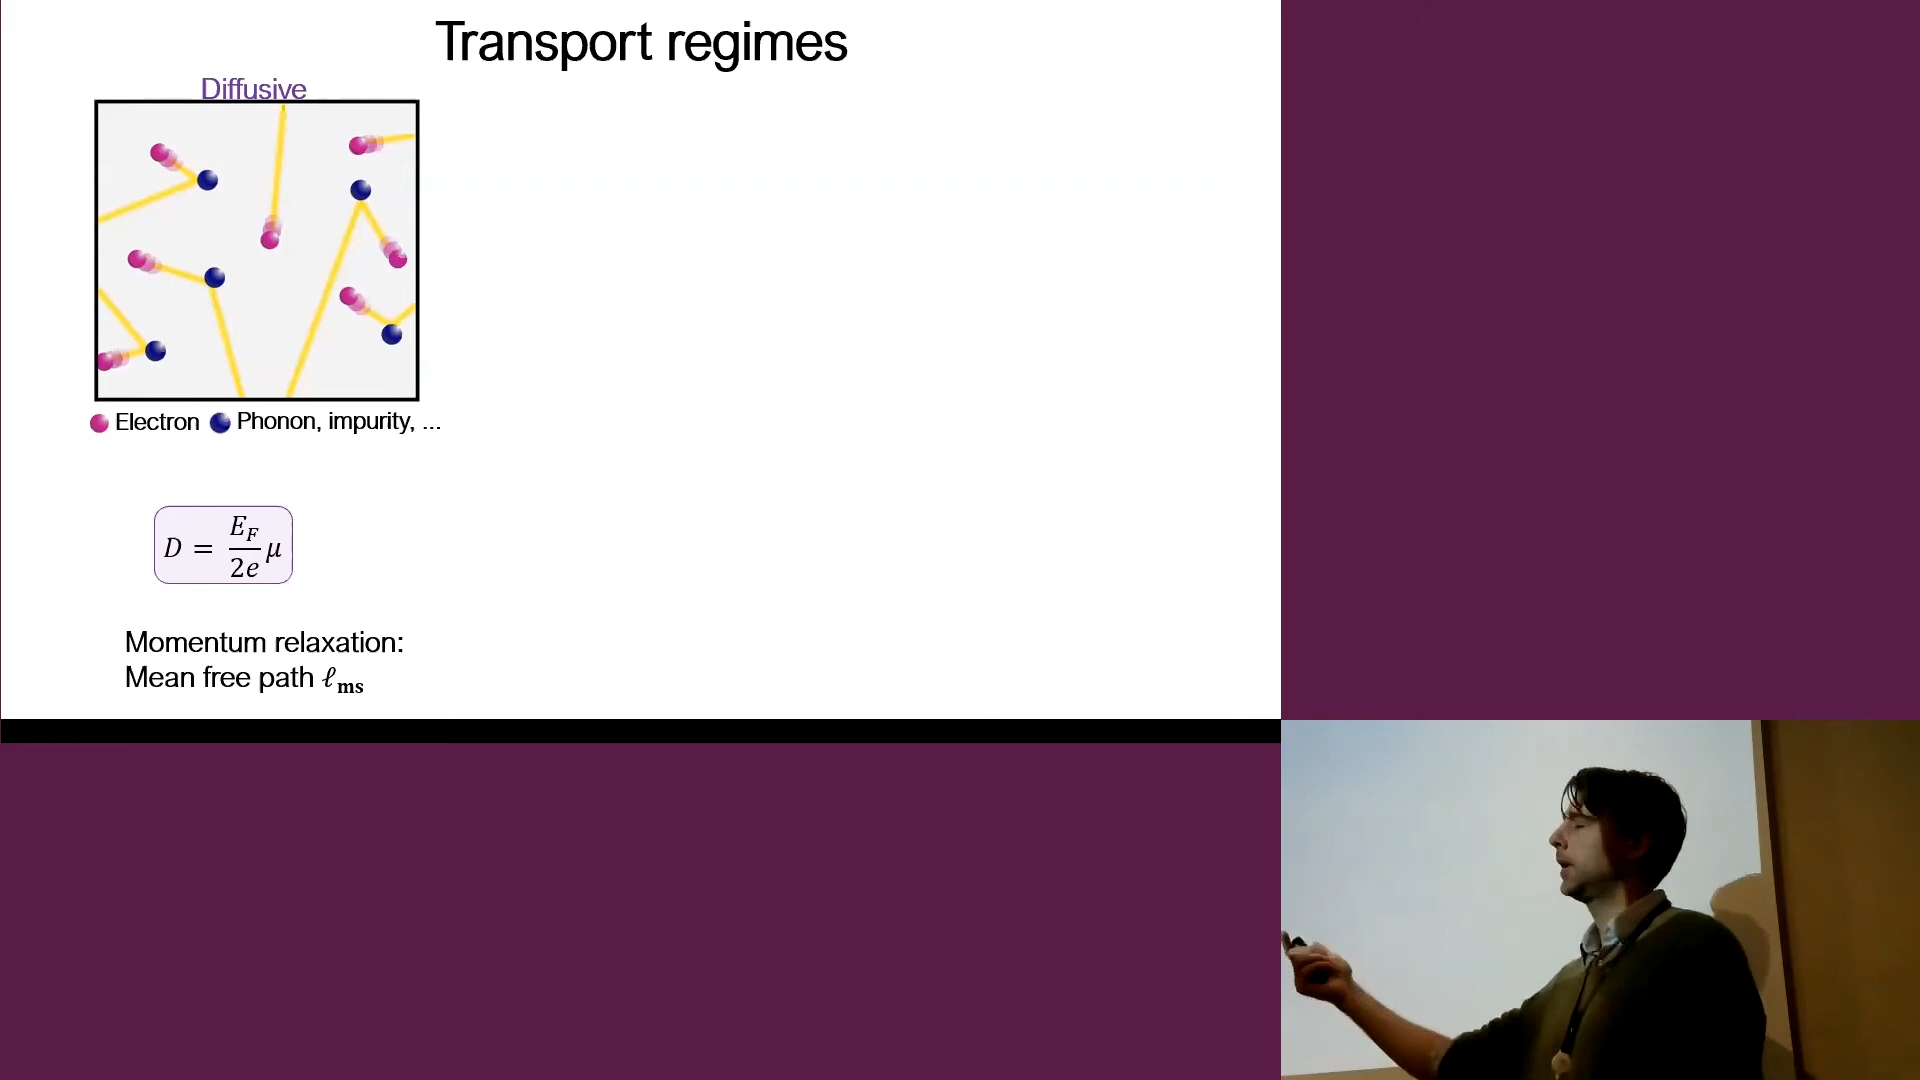 Transport regimes
Diffusive
Electron Phonon, impurity, ...
D = E_F/2e μ
Momentum relaxation:
Mean free path ℓ_ms